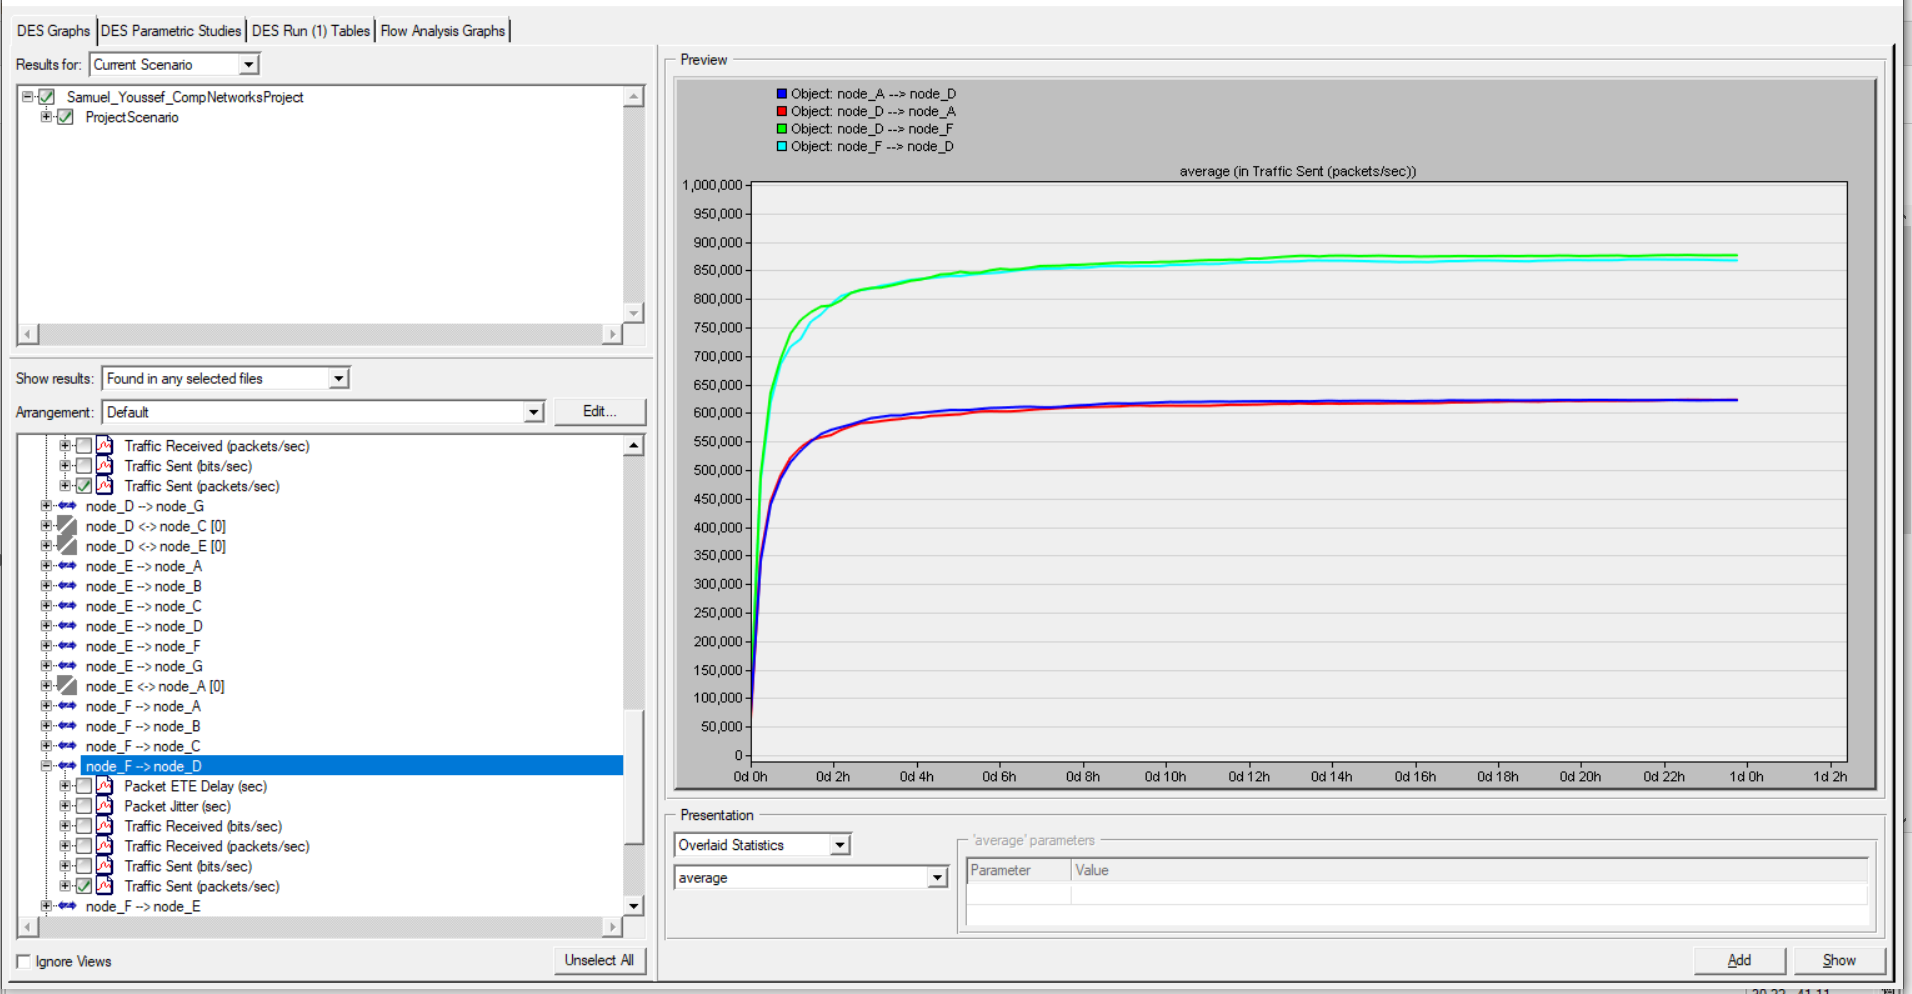 DES Graphs
DES Parametric Studies
DES Run (1) Tables
Flow Analysis Graphs
Results for: Current Scenario
Samuel_Youssef_CompNetworksProject
ProjectScenario
Show results: Found in any selected files
Arrangement: Default
Edit...
Traffic Received (packets/sec)
Traffic Sent (bits/sec)
Traffic Sent (packets/sec)
node_D --> node_G
node_D <-> node_C [0]
node_D <-> node_E [0]
node_E --> node_A
node_E --> node_B
node_E --> node_C
node_E --> node_D
node_E --> node_F
node_E --> node_G
node_E <-> node_A [0]
node_F --> node_A
node_F --> node_B
node_F --> node_C
node_F --> node_D
Packet ETE Delay (sec)
Packet Jitter (sec)
Traffic Received (bits/sec)
Traffic Received (packets/sec)
Traffic Sent (bits/sec)
Traffic Sent (packets/sec)
node_F --> node_E
Ignore Views
Unselect All
Preview
Object: node_A --> node_D
Object: node_D --> node_A
Object: node_D --> node_F
Object: node_F --> node_D
average (in Traffic Sent (packets/sec))
1,000,000
950,000
900,000
850,000
800,000
750,000
700,000
650,000
600,000
550,000
500,000
450,000
400,000
350,000
300,000
250,000
200,000
150,000
100,000
50,000
0
0d 0h 0d 2h 0d 4h 0d 6h 0d 8h 0d 10h 0d 12h 0d 14h 0d 16h 0d 18h 0d 20h 0d 22h 1d 0h 1d 2h
Presentation
Overlaid Statistics
average
'average' parameters
Parameter Value
Add
Show